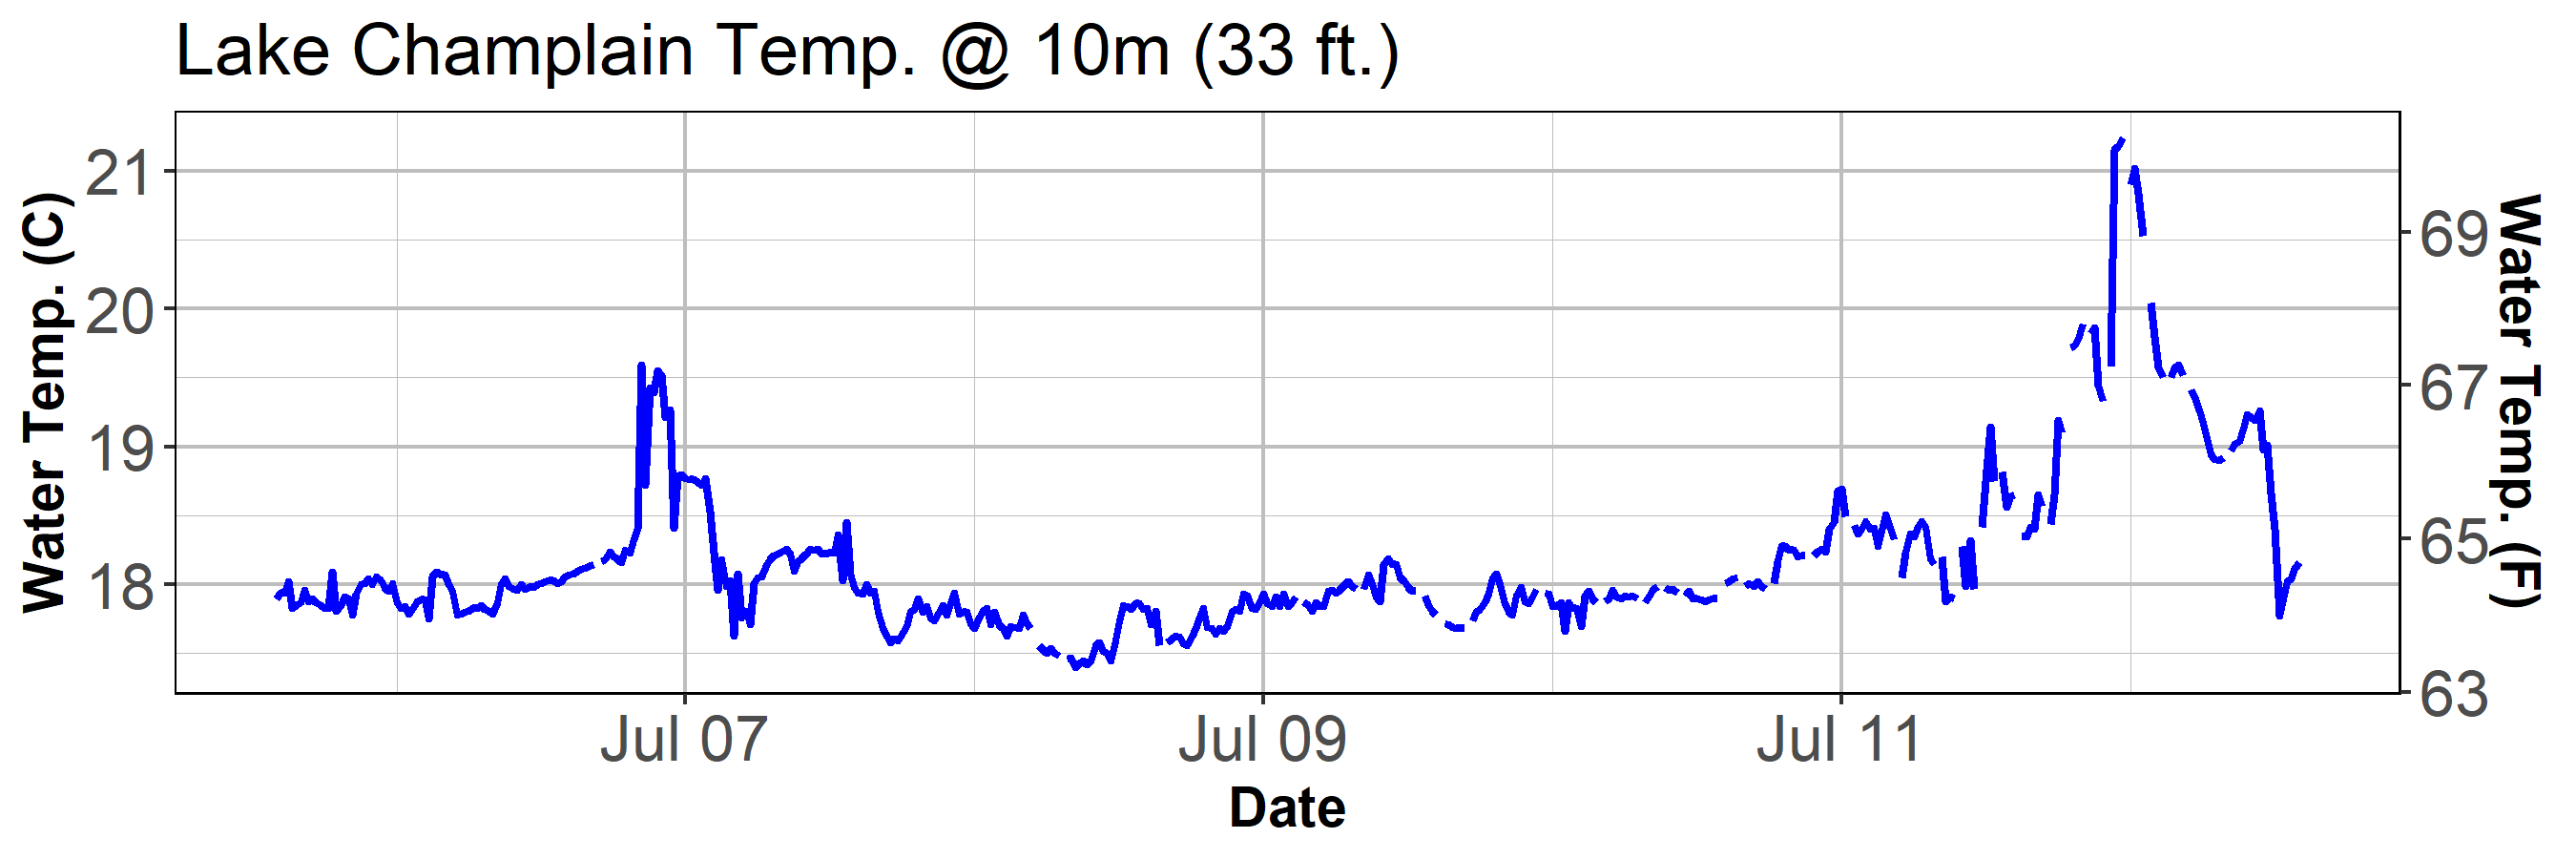 Lake Champlain Temp. @ 10m (33 ft.)
Water Temp. (C)
21
20
19
18
69
67
65
63
Water Temp. (F)
Jul 07 Jul 09 Jul 11
Date